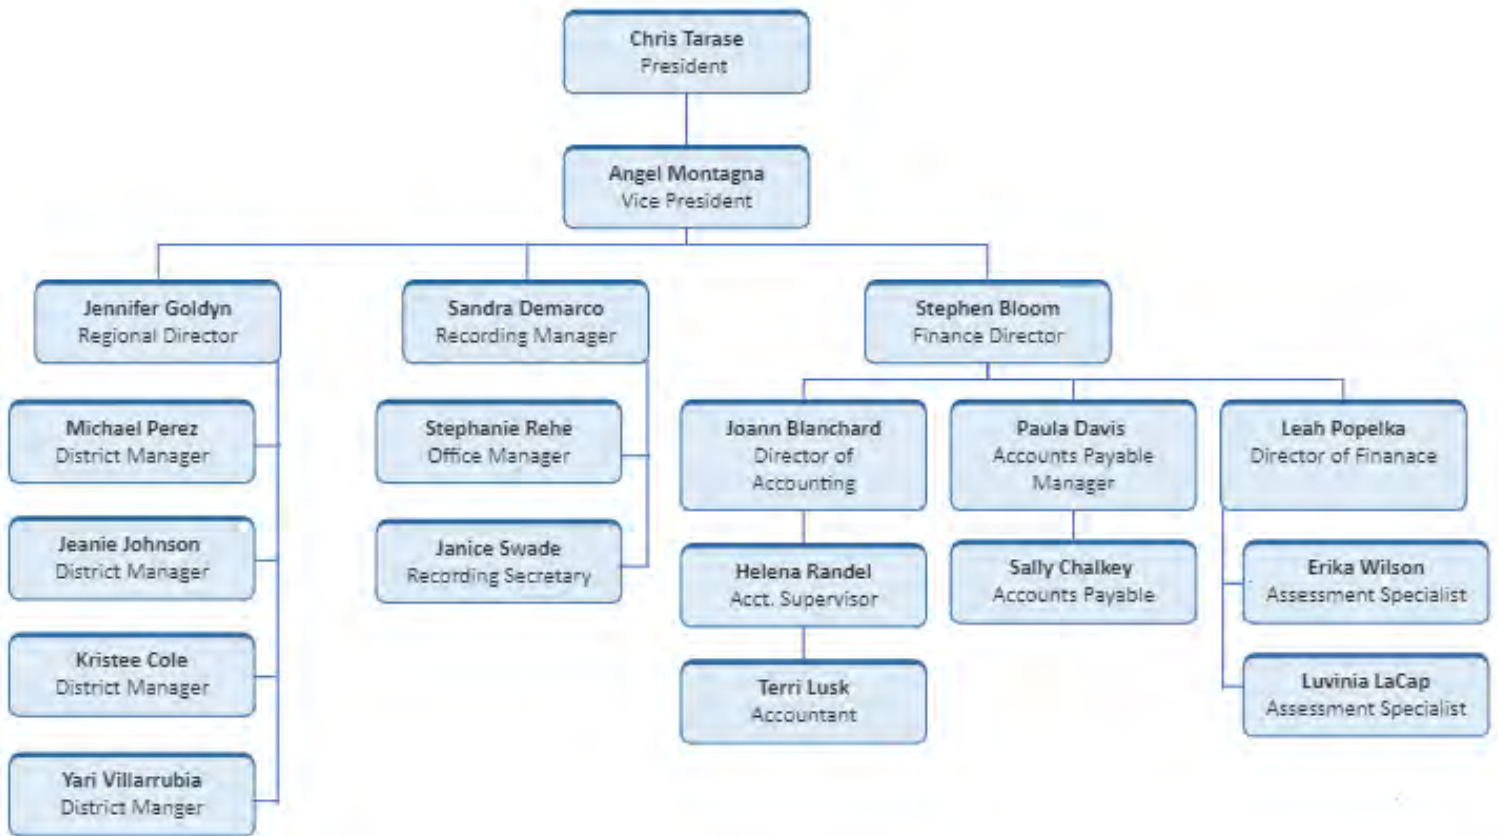 Chris Tarase
President
Angel Montagna
Vice President
Jennifer Goldyn
Regional Director
Sandra Demarco
Recording Manager
Stephen Bloom
Finance Director
Michael Perez
District Manager
Jeanie Johnson
District Manager
Kristee Cole
District Manager
Yari Villarrubia
District Manger
Stephanie Rehe
Office Manager
Janice Swade
Recording Secretary
Joann Blanchard
Director of
Accounting
Helena Randel
Acct. Supervisor
Terri Lusk
Accountant
Paula Davis
Accounts Payable
Manager
Sally Chalkey
Accounts Payable
Leah Popelka
Director of Finanace
Erika Wilson
Assessment Specialist
Luvinia LaCap
Assessment Specialist